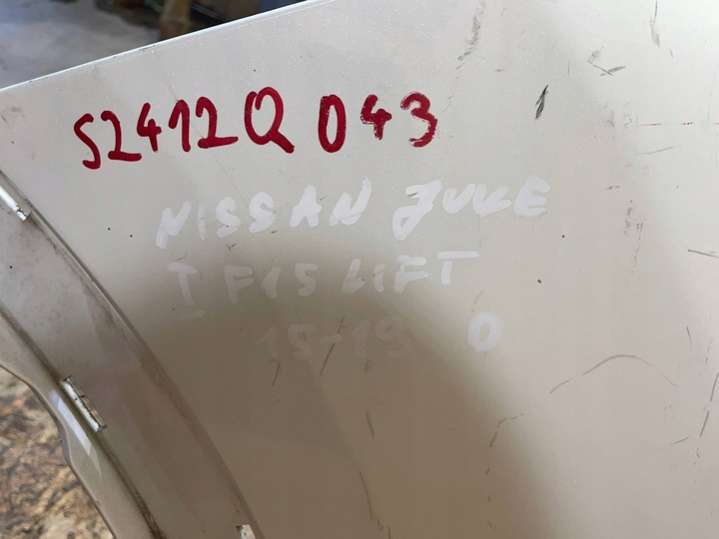 S2412Q 043
NISSAN JUKE
I F15 LIFT
15-19 O